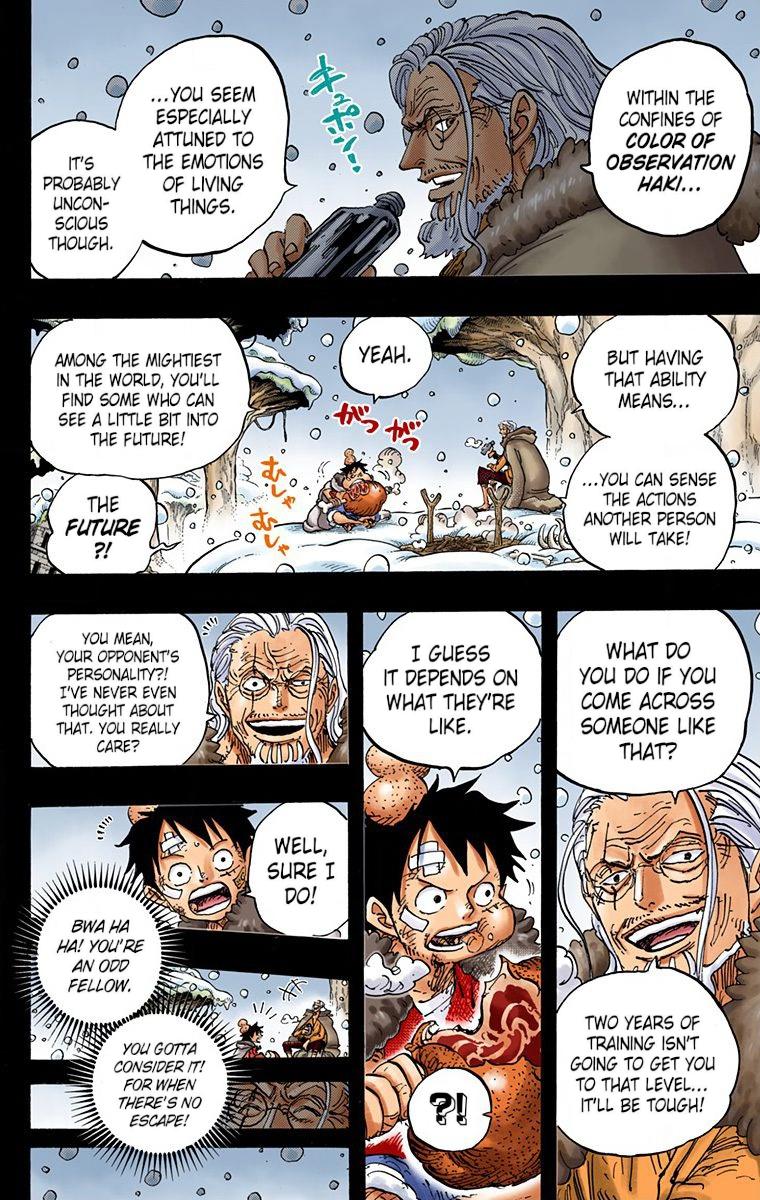 WITHIN THE
CONFINES OF
COLOR OF
OBSERVATION
HAKI...
キュポン!
...YOU SEEM
ESPECIALLY
ATTUNED TO
THE EMOTIONS
OF LIVING
THINGS.
IT'S
PROBABLY
UNCON-
SCIOUS
THOUGH.
BUT HAVING
THAT ABILITY
MEANS...
...YOU CAN SENSE
THE ACTIONS
ANOTHER PERSON
WILL TAKE!
YEAH.
がつ
がつ
むしゃ
むしゃ
AMONG THE MIGHTIEST
IN THE WORLD, YOU'LL
FIND SOME WHO CAN
SEE A LITTLE BIT INTO
THE FUTURE!
THE
FUTURE
?!
WHAT DO
YOU DO IF YOU
COME ACROSS
SOMEONE LIKE
THAT?
TWO YEARS OF
TRAINING ISN'T
GOING TO GET YOU
TO THAT LEVEL...
IT'LL BE TOUGH!
I GUESS
IT DEPENDS ON
WHAT THEY'RE
LIKE.
?!
YOU MEAN,
YOUR OPPONENT'S
PERSONALITY?!
I'VE NEVER EVEN
THOUGHT ABOUT
THAT. YOU REALLY
CARE?
WELL,
SURE I
DO!
BWA HA
HA! YOU'RE
AN ODD
FELLOW.
YOU GOTTA
CONSIDER IT!
FOR WHEN
THERE'S NO
ESCAPE!